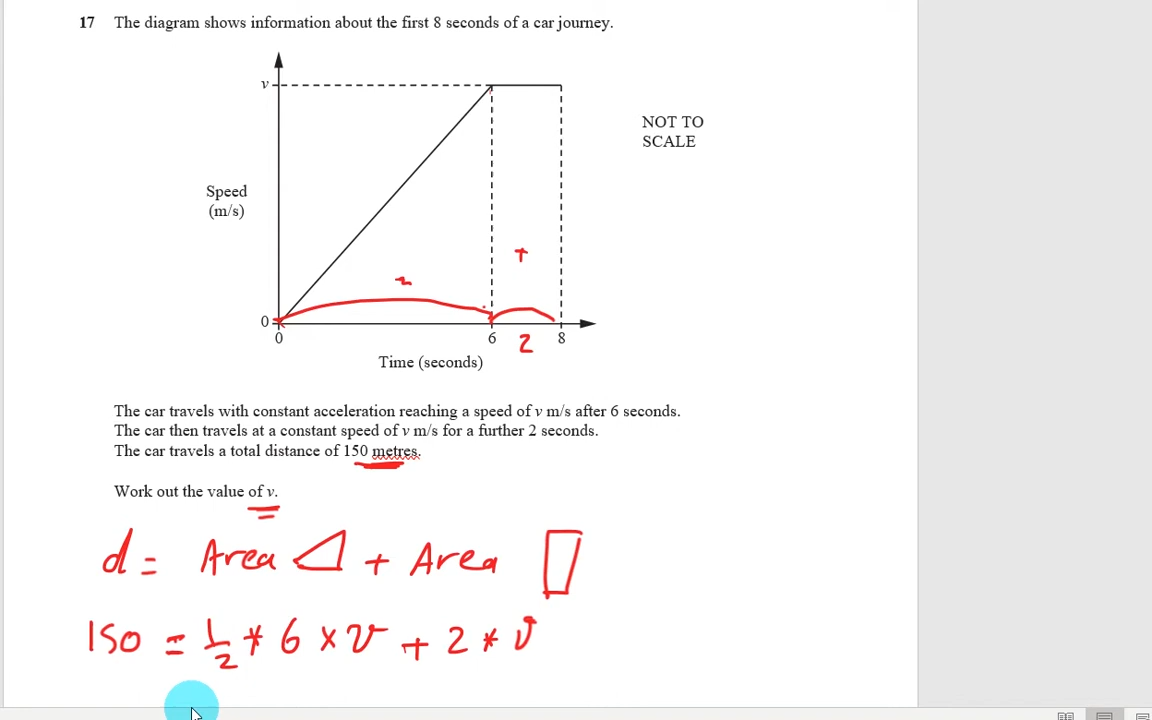 17 The diagram shows information about the first 8 seconds of a car journey.
v
NOT TO
SCALE
Speed
(m/s)
0
0 6 8
2
Time (seconds)
The car travels with constant acceleration reaching a speed of v m/s after 6 seconds.
The car then travels at a constant speed of v m/s for a further 2 seconds.
The car travels a total distance of 150 metres.
Work out the value of v.
d = Area + Area
150 = 1/2 * 6 × v + 2 * v